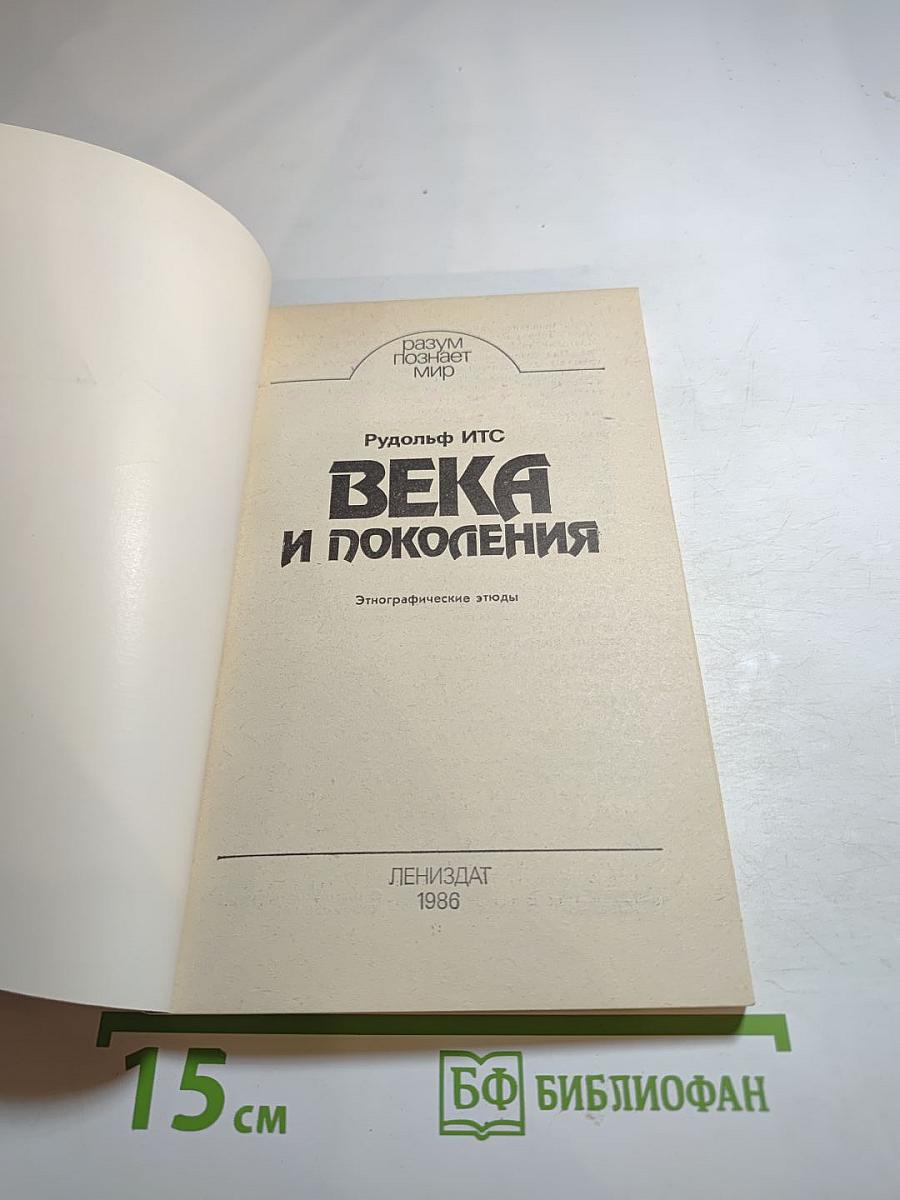 разум
познает
мир
Рудольф ИТС
ВЕКА
И ПОКОЛЕНИЯ
Этнографические этюды
ЛЕНИЗДАТ
1986
15 см
БФ БИБЛИОФАН